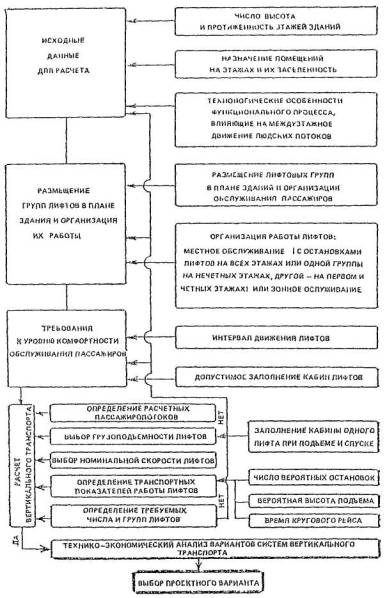 ИСХОДНЫЕ
ДАННЫЕ
ДЛЯ РАСЧЕТА
ЧИСЛО ВЫСОТА
И ПРОТЯЖЕННОСТЬ ЭТАЖЕЙ ЗДАНИЙ
НАЗНАЧЕНИЕ ПОМЕЩЕНИЙ
НА ЭТАЖАХ И ИХ ЗАСЕЛЕННОСТЬ
ТЕХНОЛОГИЧЕСКИЕ ОСОБЕННОСТИ
ФУНКЦИОНАЛЬНОГО ПРОЦЕССА,
ВЛИЯЮЩИЕ НА МЕЖДУЭТАЖНОЕ
ДВИЖЕНИЕ ЛЮДСКИХ ПОТОКОВ
РАЗМЫЩЕНИЕ
ГРУПП ЛИФТОВ В ПЛАНЕ
ЗДАНИЯ И ОРГАНИЗАЦИЯ
ИХ РАБОТЫ
РАЗМЕЩЕНИЕ ЛИФТОВЫХ ГРУПП
В ПЛАНЕ ЗДАНИЙ И ОРГАНИЗАЦИЯ
ОБСЛУЖИВАНИЯ ПАССАЖИРОВ
ОРГАНИЗАЦИЯ РАБОТЫ ЛИФТОВ:
МЕСТНОЕ ОБСЛУЖИВАНИЕ (С ОСТАНОВКАМИ
ЛИФТОВ НА ВСЕХ ЭТАЖАХ ИЛИ ОДНОЙ ГРУППЫ
НА НЕЧЕТНЫХ ЭТАЖАХ, ДРУГОЙ – НА ПЕРВОМ И
ЧЕТНЫХ ЭТАЖАХ) ИЛИ ЗОННОЕ ОСЛУЖИВАНИЕ
ТРЕБОВАНИЯ
К УРОВНЮ КОМФОРТНОСТИ
ОБСЛУЖИВАНИЯ ПАССАЖИРОВ
ИНТЕРВАЛ ДВИЖЕНИЯ ЛИФТОВ
ДОПУСТИМОЕ ЗАПОЛНЕНИЕ КАБИН ЛИФТОВ
РАСЧЕТ
ВЕРТИКАЛЬНОГО ТРАНСПОРТА
ОПРЕДЕЛЕНИЕ РАСЧЕТНЫХ
ПАССАЖИРОПОТОКОВ
НЕТ
ВЫБОР ГРУЗОПОДЪЕМНОСТИ ЛИФТОВ
ЗАПОЛНЕНИЕ КАБИНЫ ОДНОГО
ЛИФТА ПРИ ПОДЪЕМЕ И СПУСКЕ
ВЫБОР НОМИНАЛЬНОЙ СКОРОСТИ ЛИФТОВ
ОПРЕДЕЛЕНИЕ ТРАНСПОРТНЫХ
ПОКАЗАТЕЛЕЙ РАБОТЫ ЛИФТОВ
ЧИСЛО ВЕРОЯТНЫХ ОСТАНОВОК
ВЕРОЯТНАЯ ВЫСОТА ПОДЪЕМА
ВРЕМЯ КРУГОВОГО РЕЙСА
ОПРЕДЕЛЕНИЕ ТРЕБУЕМЫХ
ЧИСЛА И ГРУПП ЛИФТОВ
НЕТ
ДА
ТЕХНИКО–ЭКОНОМИЧЕСКИЙ АНАЛИЗ ВАРИАНТОВ СИСТЕМ ВЕРТИКАЛЬНОГО
ТРАНСПОРТА
ВЫБОР ПРОЕКТНОГО ВАРИАНТА